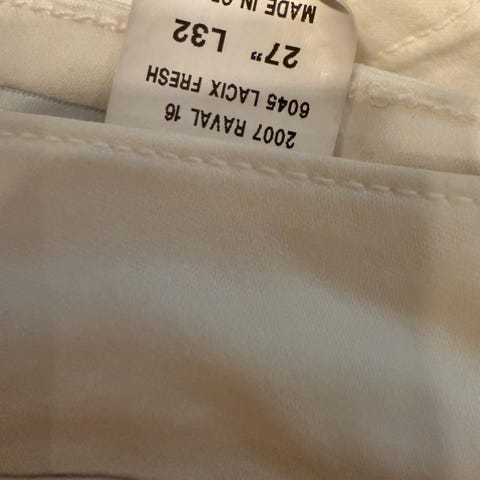 2007 RAVAL 16
6045 LACIX FRESH
27" L32
MADE IN